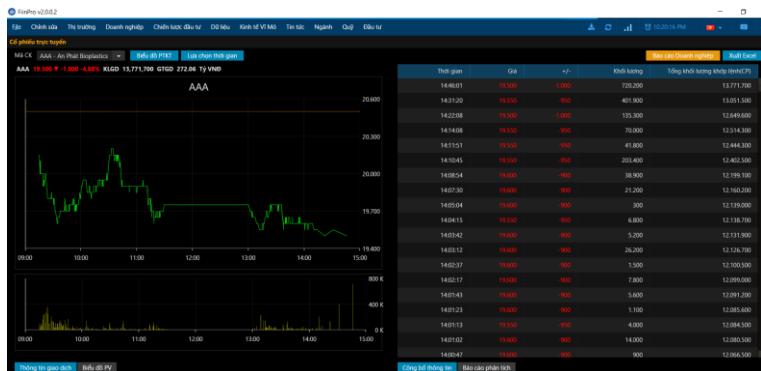 FiinPro v2.0.0.2
File Chỉnh sửa Thị trường Doanh nghiệp Chiến lược đầu tư Dữ liệu Kinh tế Vĩ Mô Tin tức Ngành Quỹ Đầu tư 10:20:16 PM
Cổ phiếu trực tuyến
Mã CK AAA - An Phát Bioplastics Biểu đồ PTKT Lựa chọn thời gian Báo cáo Doanh nghiệp Xuất Excel
AAA 19.500 ▼ -1.000 -4.88% KLGD 13,771,700 GTGD 272.06 Tỷ VNĐ
AAA
20.600
20.300
20.000
19.700
19.400
09:00 10:00 11:00 12:00 13:00 14:00 15:00
800 K
400 K
0 K
09:00 10:00 11:00 12:00 13:00 14:00 15:00
Thông tin giao dịch Biểu đồ PV
Thời gian Giá +/- Khối lượng Tổng khối lượng khớp lệnh(CP)
14:46:01 19.500 -1.000 720.200 13.771.700
14:31:20 19.550 -950 401.900 13.051.500
14:22:08 19.500 -1.000 135.300 12.649.600
14:14:08 19.550 -950 70.000 12.514.300
14:11:51 19.550 -950 41.800 12.444.300
14:10:45 19.550 -950 203.400 12.402.500
14:08:54 19.600 -900 38.900 12.199.100
14:07:30 19.600 -900 21.200 12.160.200
14:05:04 19.600 -900 300 12.139.000
14:04:15 19.550 -950 6.800 12.138.700
14:03:42 19.600 -900 5.200 12.131.900
14:03:12 19.600 -900 26.200 12.126.700
14:02:37 19.600 -900 1.500 12.100.500
14:02:17 19.600 -900 7.800 12.099.000
14:01:43 19.600 -900 5.600 12.091.200
14:01:23 19.600 -900 1.100 12.085.600
14:01:13 19.550 -950 4.000 12.084.500
14:01:02 19.600 -900 14.000 12.080.500
14:00:47 19.600 -900 900 12.066.500
Công bố thông tin Báo cáo phân tích